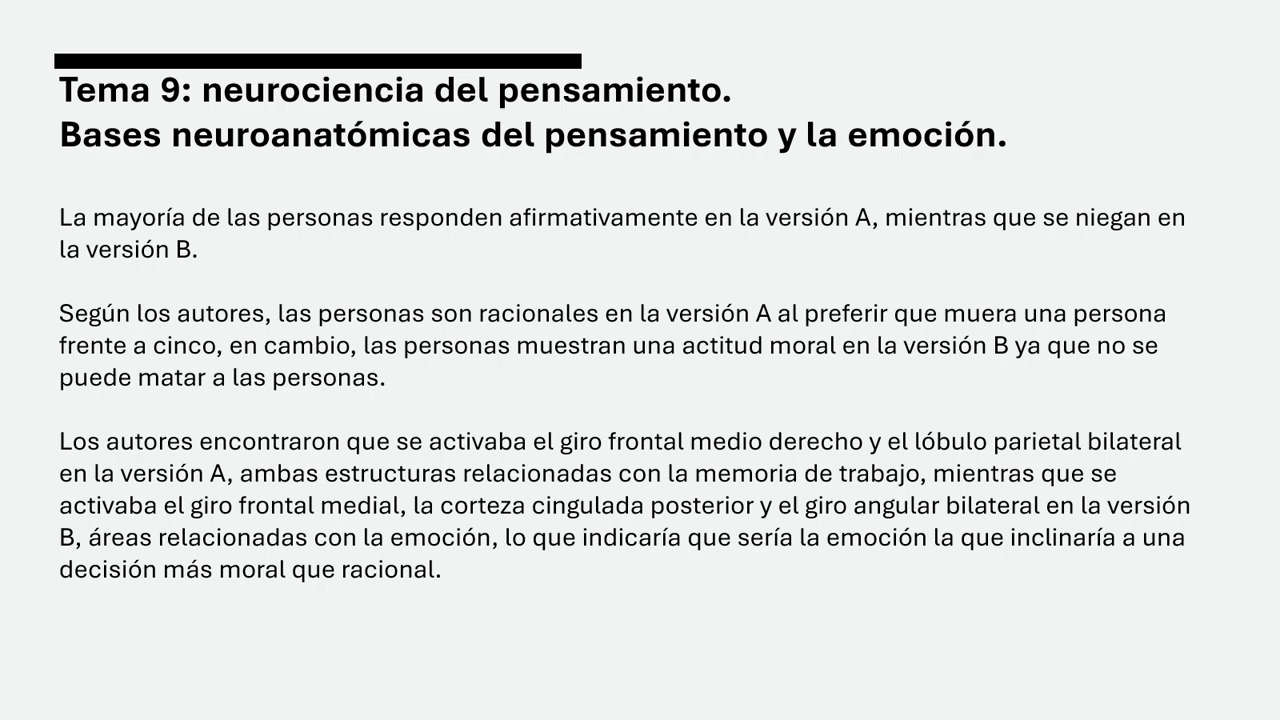 Tema 9: neurociencia del pensamiento.
Bases neuroanatómicas del pensamiento y la emoción.
La mayoría de las personas responden afirmativamente en la versión A, mientras que se niegan en
la versión B.
Según los autores, las personas son racionales en la versión A al preferir que muera una persona
frente a cinco, en cambio, las personas muestran una actitud moral en la versión B ya que no se
puede matar a las personas.
Los autores encontraron que se activaba el giro frontal medio derecho y el lóbulo parietal bilateral
en la versión A, ambas estructuras relacionadas con la memoria de trabajo, mientras que se
activaba el giro frontal medial, la corteza cingulada posterior y el giro angular bilateral en la versión
B, áreas relacionadas con la emoción, lo que indicaría que sería la emoción la que inclinaría a una
decisión más moral que racional.